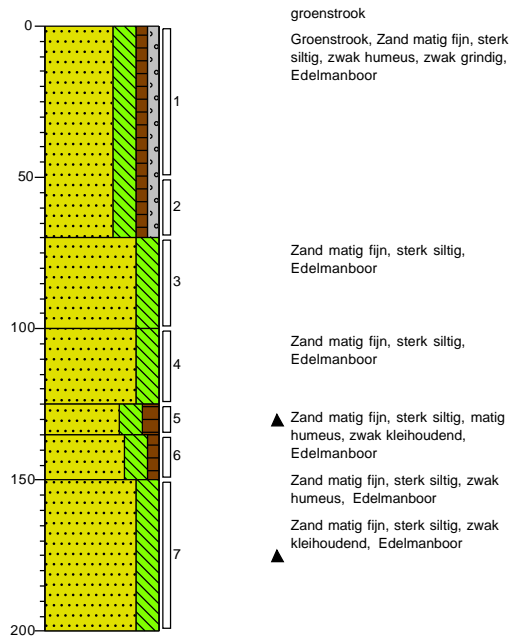 groenstrook
0
Groenstrook, Zand matig fijn, sterk
siltig, zwak humeus, zwak grindig,
Edelmanboor
1
50
2
Zand matig fijn, sterk siltig,
Edelmanboor
3
100
Zand matig fijn, sterk siltig,
Edelmanboor
4
5
Zand matig fijn, sterk siltig, matig
humeus, zwak kleihoudend,
Edelmanboor
6
150
Zand matig fijn, sterk siltig, zwak
humeus, Edelmanboor
Zand matig fijn, sterk siltig, zwak
kleihoudend, Edelmanboor
7
200